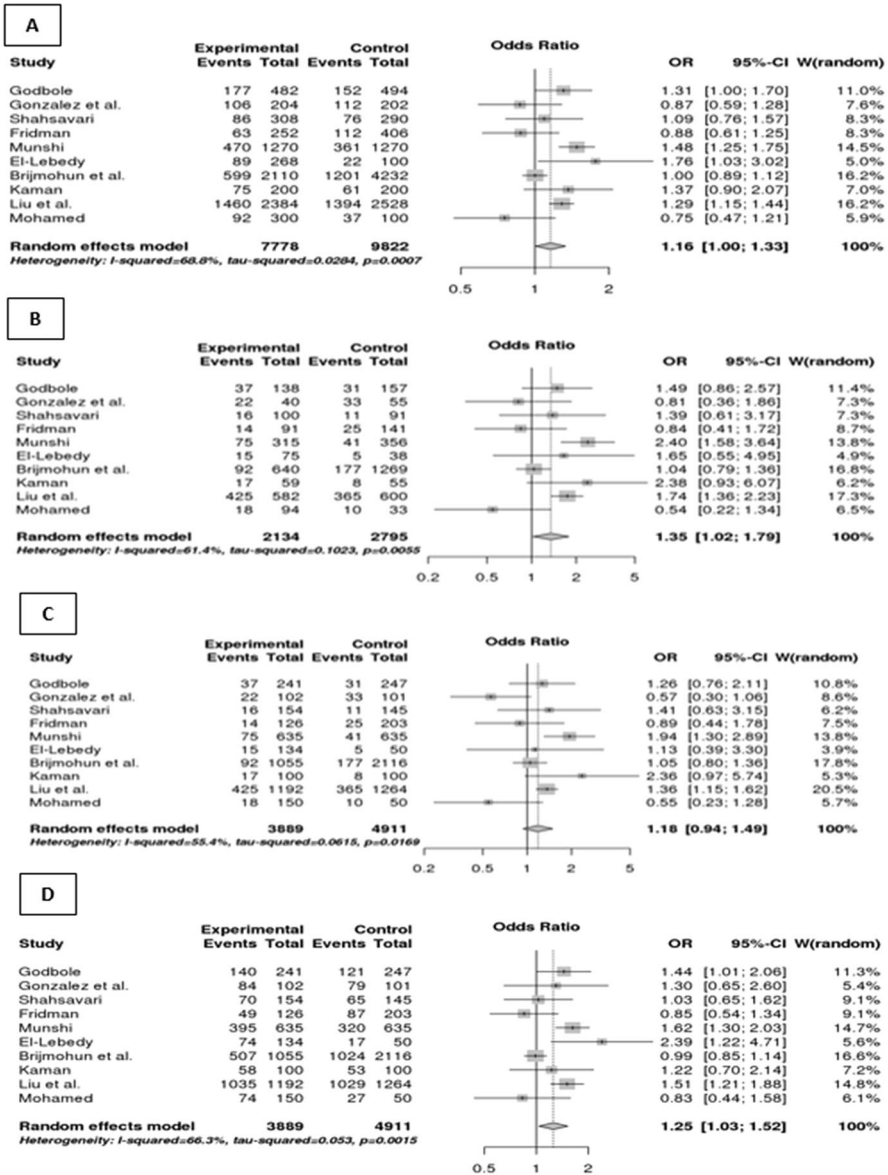 A
Experimental Control Odds Ratio
Study Events Total Events Total OR 95%-CI W(random)
Godbole 177 482 152 494 1.31 [1.00; 1.70] 11.0%
Gonzalez et al. 106 204 112 202 0.87 [0.59; 1.28] 7.6%
Shahsavari 86 308 76 290 1.09 [0.76; 1.57] 8.3%
Fridman 63 252 112 406 0.88 [0.61; 1.25] 8.3%
Munshi 470 1270 361 1270 1.48 [1.25; 1.75] 14.5%
El-Lebedy 89 268 22 100 1.76 [1.03; 3.02] 5.0%
Brijmohun et al. 599 2110 1201 4232 1.00 [0.89; 1.12] 16.2%
Kaman 75 200 61 200 1.37 [0.90; 2.07] 7.0%
Liu et al. 1460 2384 1394 2528 1.29 [1.15; 1.44] 16.2%
Mohamed 92 300 37 100 0.75 [0.47; 1.21] 5.9%
Random effects model 7778 9822 1.16 [1.00; 1.33] 100%
Heterogeneity: I-squared=68.8%, tau-squared=0.0284, p=0.0007
0.5 1 2
B
Experimental Control Odds Ratio
Study Events Total Events Total OR 95%-CI W(random)
Godbole 37 138 31 157 1.49 [0.86; 2.57] 11.4%
Gonzalez et al. 22 40 33 55 0.81 [0.36; 1.86] 7.3%
Shahsavari 16 100 11 91 1.39 [0.61; 3.17] 7.3%
Fridman 14 91 25 141 0.84 [0.41; 1.72] 8.7%
Munshi 75 315 41 356 2.40 [1.58; 3.64] 13.8%
El-Lebedy 15 75 5 38 1.65 [0.55; 4.95] 4.9%
Brijmohun et al. 92 640 177 1269 1.04 [0.79; 1.36] 16.8%
Kaman 17 59 8 55 2.38 [0.93; 6.07] 6.2%
Liu et al. 425 582 365 600 1.74 [1.36; 2.23] 17.3%
Mohamed 18 94 10 33 0.54 [0.22; 1.34] 6.5%
Random effects model 2134 2795 1.35 [1.02; 1.79] 100%
Heterogeneity: I-squared=61.4%, tau-squared=0.1023, p=0.0055
0.2 0.5 1 2 5
C
Experimental Control Odds Ratio
Study Events Total Events Total OR 95%-CI W(random)
Godbole 37 241 31 247 1.26 [0.76; 2.11] 10.8%
Gonzalez et al. 22 102 33 101 0.57 [0.30; 1.06] 8.6%
Shahsavari 16 154 11 145 1.41 [0.63; 3.15] 6.2%
Fridman 14 126 25 203 0.89 [0.44; 1.78] 7.5%
Munshi 75 635 41 635 1.94 [1.30; 2.89] 13.8%
El-Lebedy 15 134 5 50 1.13 [0.39; 3.30] 3.9%
Brijmohun et al. 92 1055 177 2116 1.05 [0.80; 1.36] 17.8%
Kaman 17 100 8 100 2.36 [0.97; 5.74] 5.3%
Liu et al. 425 1192 365 1264 1.36 [1.15; 1.62] 20.5%
Mohamed 18 150 10 50 0.55 [0.23; 1.28] 5.7%
Random effects model 3889 4911 1.18 [0.94; 1.49] 100%
Heterogeneity: I-squared=55.4%, tau-squared=0.0615, p=0.0169
0.2 0.5 1 2 5
D
Experimental Control Odds Ratio
Study Events Total Events Total OR 95%-CI W(random)
Godbole 140 241 121 247 1.44 [1.01; 2.06] 11.3%
Gonzalez et al. 84 102 79 101 1.30 [0.65; 2.60] 5.4%
Shahsavari 70 154 65 145 1.03 [0.65; 1.62] 9.1%
Fridman 49 126 87 203 0.85 [0.54; 1.34] 9.1%
Munshi 395 635 320 635 1.62 [1.30; 2.03] 14.7%
El-Lebedy 74 134 17 50 2.39 [1.22; 4.71] 5.6%
Brijmohun et al. 507 1055 1024 2116 0.99 [0.85; 1.14] 16.6%
Kaman 58 100 53 100 1.22 [0.70; 2.14] 7.2%
Liu et al. 1035 1192 1029 1264 1.51 [1.21; 1.88] 14.8%
Mohamed 74 150 27 50 0.83 [0.44; 1.58] 6.1%
Random effects model 3889 4911 1.25 [1.03; 1.52] 100%
Heterogeneity: I-squared=66.3%, tau-squared=0.053, p=0.0015
0.5 1 2